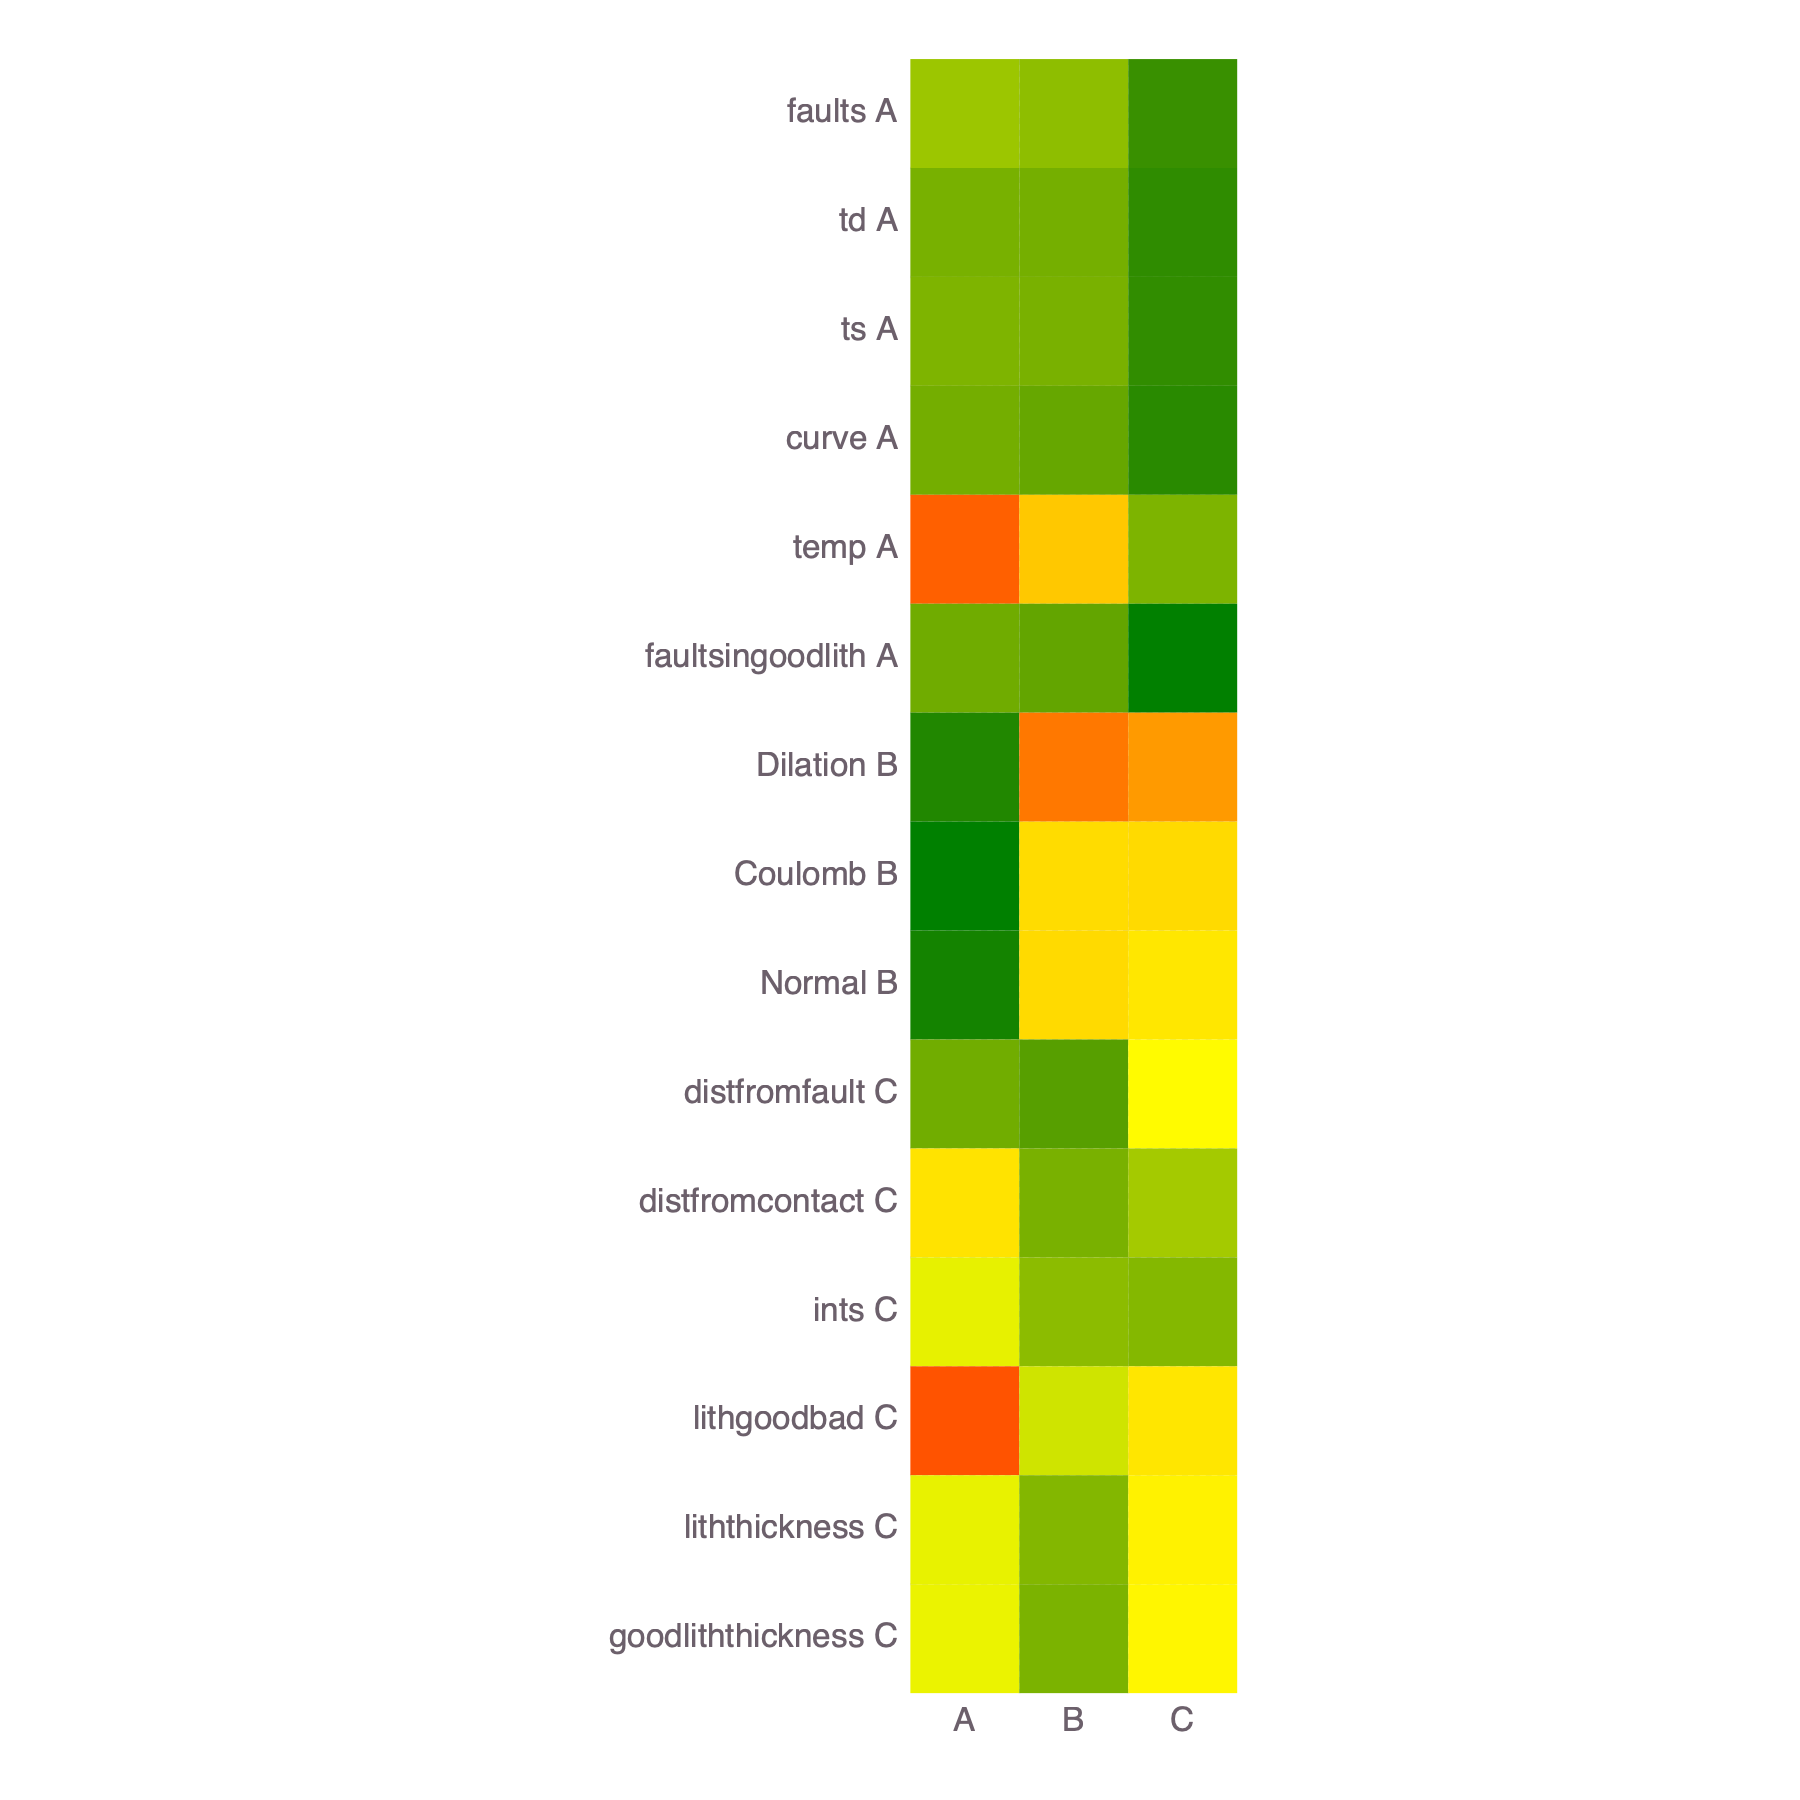 faults A
td A
ts A
curve A
temp A
faultsingoodlith A
Dilation B
Coulomb B
Normal B
distfromfault C
distfromcontact C
ints C
lithgoodbad C
liththickness C
goodliththickness C
A B C